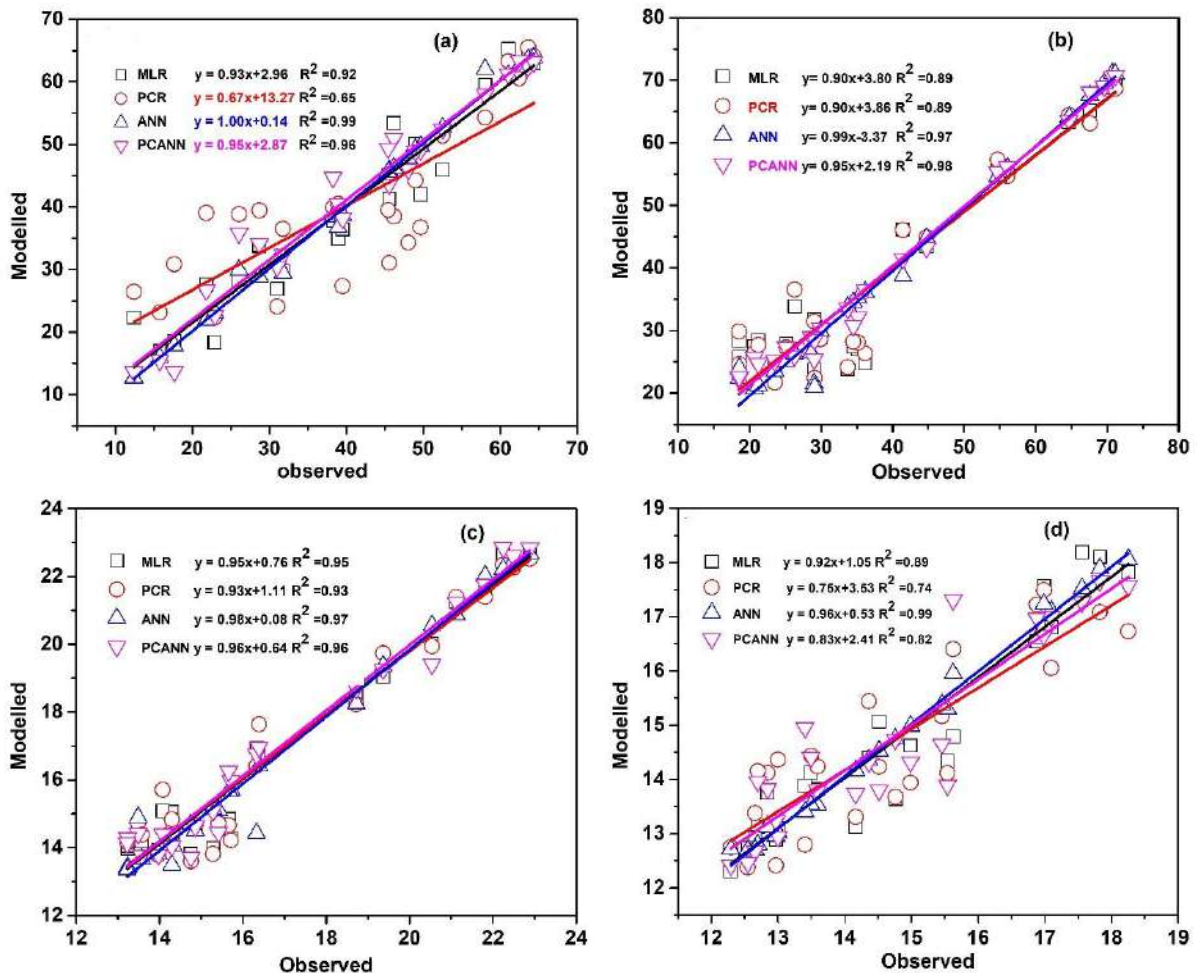 (a)
MLR y = 0.93x+2.96 R² =0.92
PCR y = 0.67x+13.27 R² =0.65
ANN y = 1.00x+0.14 R² =0.99
PCANN y = 0.95x+2.87 R² =0.96
70
60
50
40
30
20
10
Modelled
10 20 30 40 50 60 70
observed
(b)
MLR y= 0.90x+3.80 R² =0.89
PCR y= 0.90x+3.86 R² =0.89
ANN y= 0.99x-3.37 R² =0.97
PCANN y= 0.95x+2.19 R² =0.98
80
70
60
50
40
30
20
Modelled
10 20 30 40 50 60 70 80
Observed
(c)
MLR y = 0.95x+0.76 R² =0.95
PCR y = 0.93x+1.11 R² =0.93
ANN y = 0.98x+0.08 R² =0.97
PCANN y = 0.96x+0.64 R² =0.96
24
22
20
18
16
14
12
Modelled
12 14 16 18 20 22 24
Observed
(d)
MLR y = 0.92x+1.05 R² =0.89
PCR y = 0.75x+3.53 R² =0.74
ANN y = 0.96x+0.53 R² =0.99
PCANN y = 0.83x+2.41 R² =0.82
19
18
17
16
15
14
13
12
Modelled
12 13 14 15 16 17 18 19
Observed